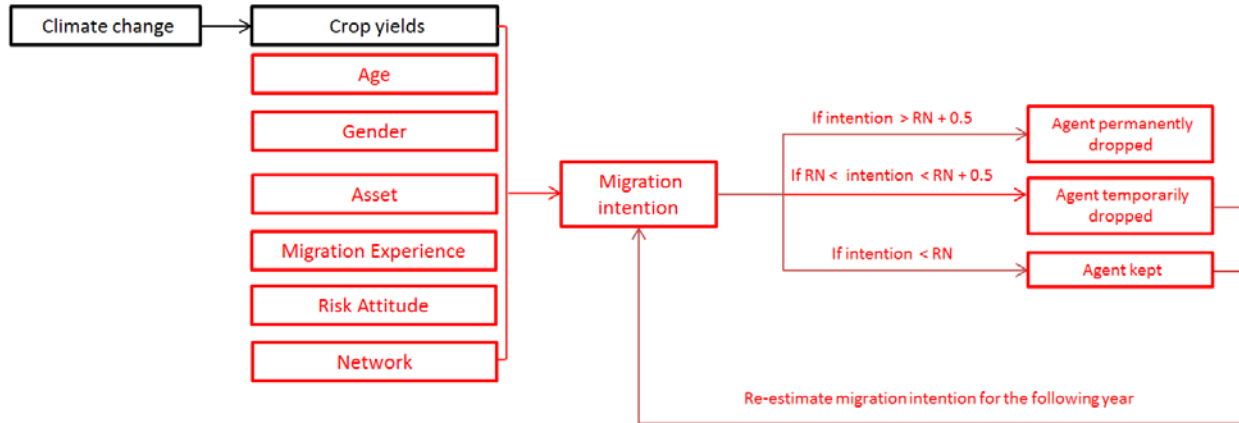 Climate change
Crop yields
Age
Gender
Asset
Migration Experience
Risk Attitude
Network
Migration
intention
If intention > RN + 0.5
If RN < intention < RN + 0.5
If intention < RN
Agent permanently
dropped
Agent temporarily
dropped
Agent kept
Re-estimate migration intention for the following year